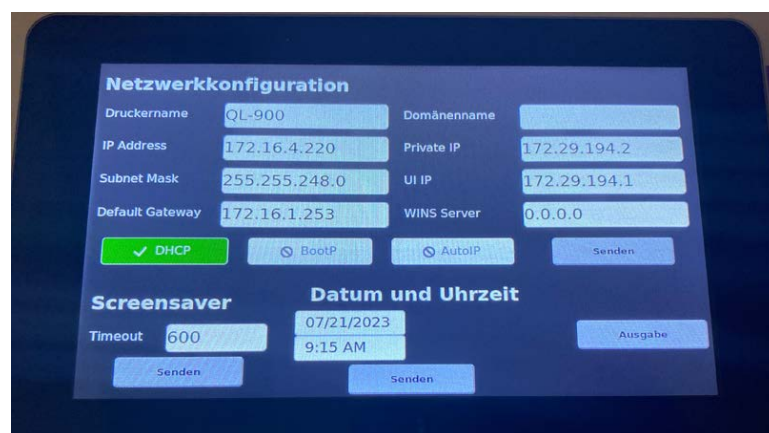 Netzwerkkonfiguration
Druckername QL-900 Domänenname
IP Address 172.16.4.220 Private IP 172.29.194.2
Subnet Mask 255.255.248.0 UI IP 172.29.194.1
Default Gateway 172.16.1.253 WINS Server 0.0.0.0
DHCP BootP AutoIP Senden
Screensaver Datum und Uhrzeit
07/21/2023
Timeout 600 9:15 AM Ausgabe
Senden Senden